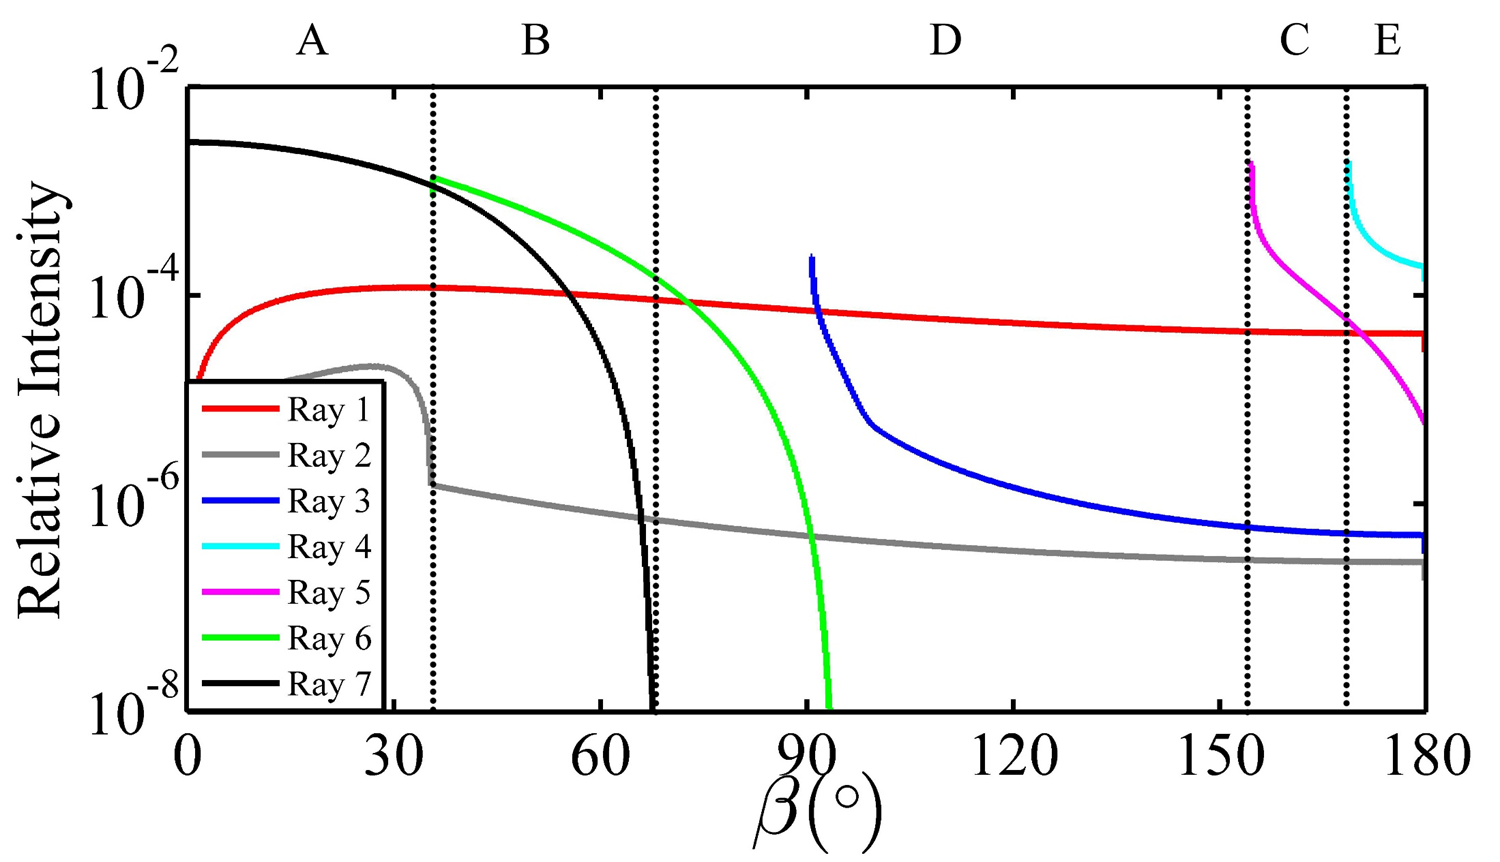 A B D C E
10^-2
10^-4
10^-6
10^-8
Relative Intensity
Ray 1
Ray 2
Ray 3
Ray 4
Ray 5
Ray 6
Ray 7
0 30 60 90 120 150 180
β(°)